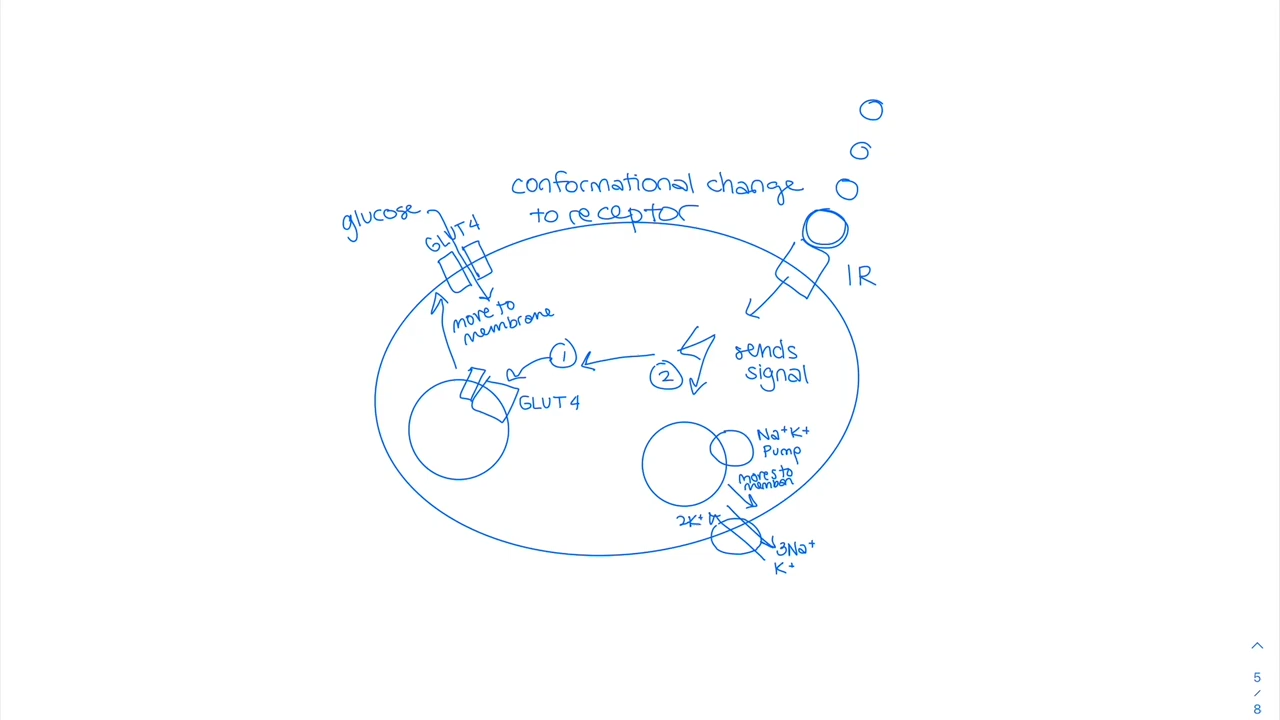 conformational change
to receptor
glucose
GLUT4
IR
move to
membrane
1
2
sends
signal
GLUT4
Na+K+
Pump
moves to
2K+
3Na+
K+
5
/
8